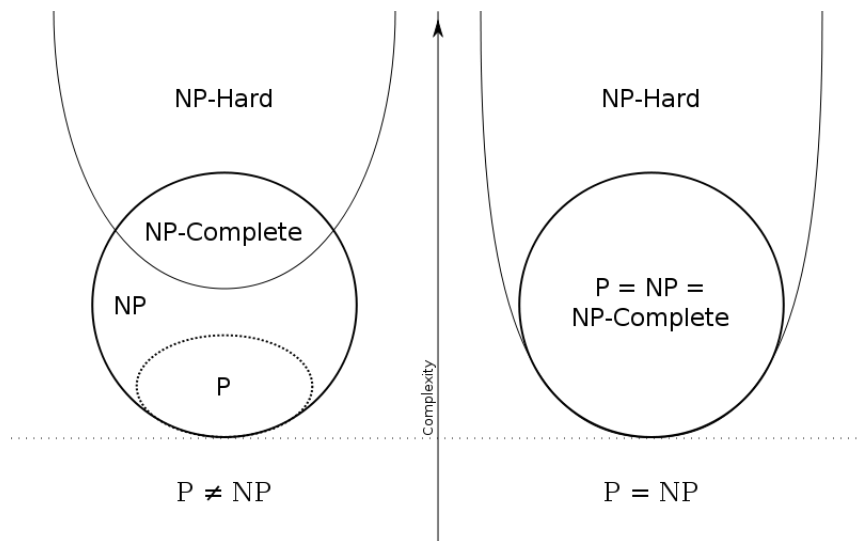 NP-Hard
NP-Complete
NP
P
P ≠ NP
Complexity
NP-Hard
P = NP =
NP-Complete
P = NP